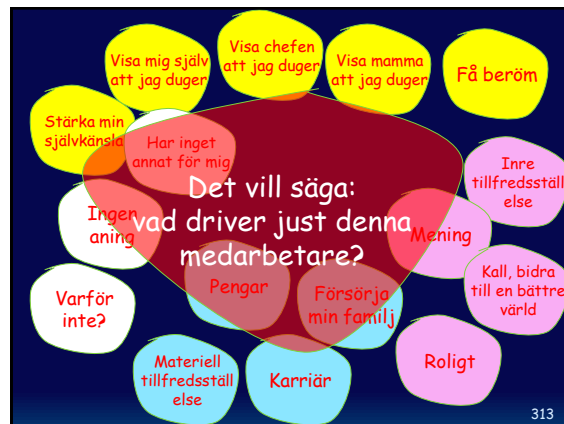 Visa mig själv
att jag duger
Visa chefen
att jag duger
Visa mamma
att jag duger
Få beröm
Stärka min
självkänsla
Har inget
annat för mig
Inre
tillfredsställ
else
Det vill säga:
vad driver just denna
medarbetare?
Ingen
aning
Mening
Kall, bidra
till en bättre
värld
Pengar
Försörja
min familj
Varför
inte?
Materiell
tillfredsställ
else
Karriär
Roligt
313